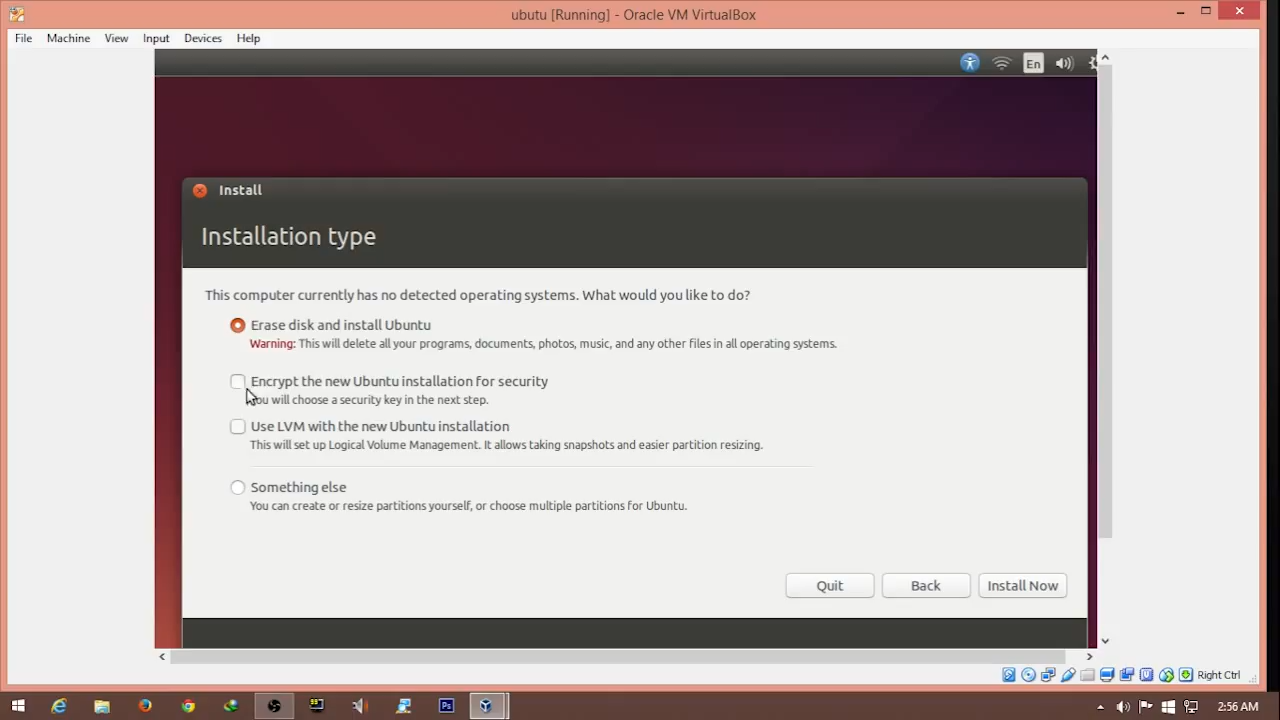 ubutu [Running] - Oracle VM VirtualBox
File Machine View Input Devices Help
En
Install
Installation type
This computer currently has no detected operating systems. What would you like to do?
Erase disk and install Ubuntu
Warning: This will delete all your programs, documents, photos, music, and any other files in all operating systems.
Encrypt the new Ubuntu installation for security
You will choose a security key in the next step.
Use LVM with the new Ubuntu installation
This will set up Logical Volume Management. It allows taking snapshots and easier partition resizing.
Something else
You can create or resize partitions yourself, or choose multiple partitions for Ubuntu.
Quit Back Install Now
Right Ctrl
Ps
2:56 AM